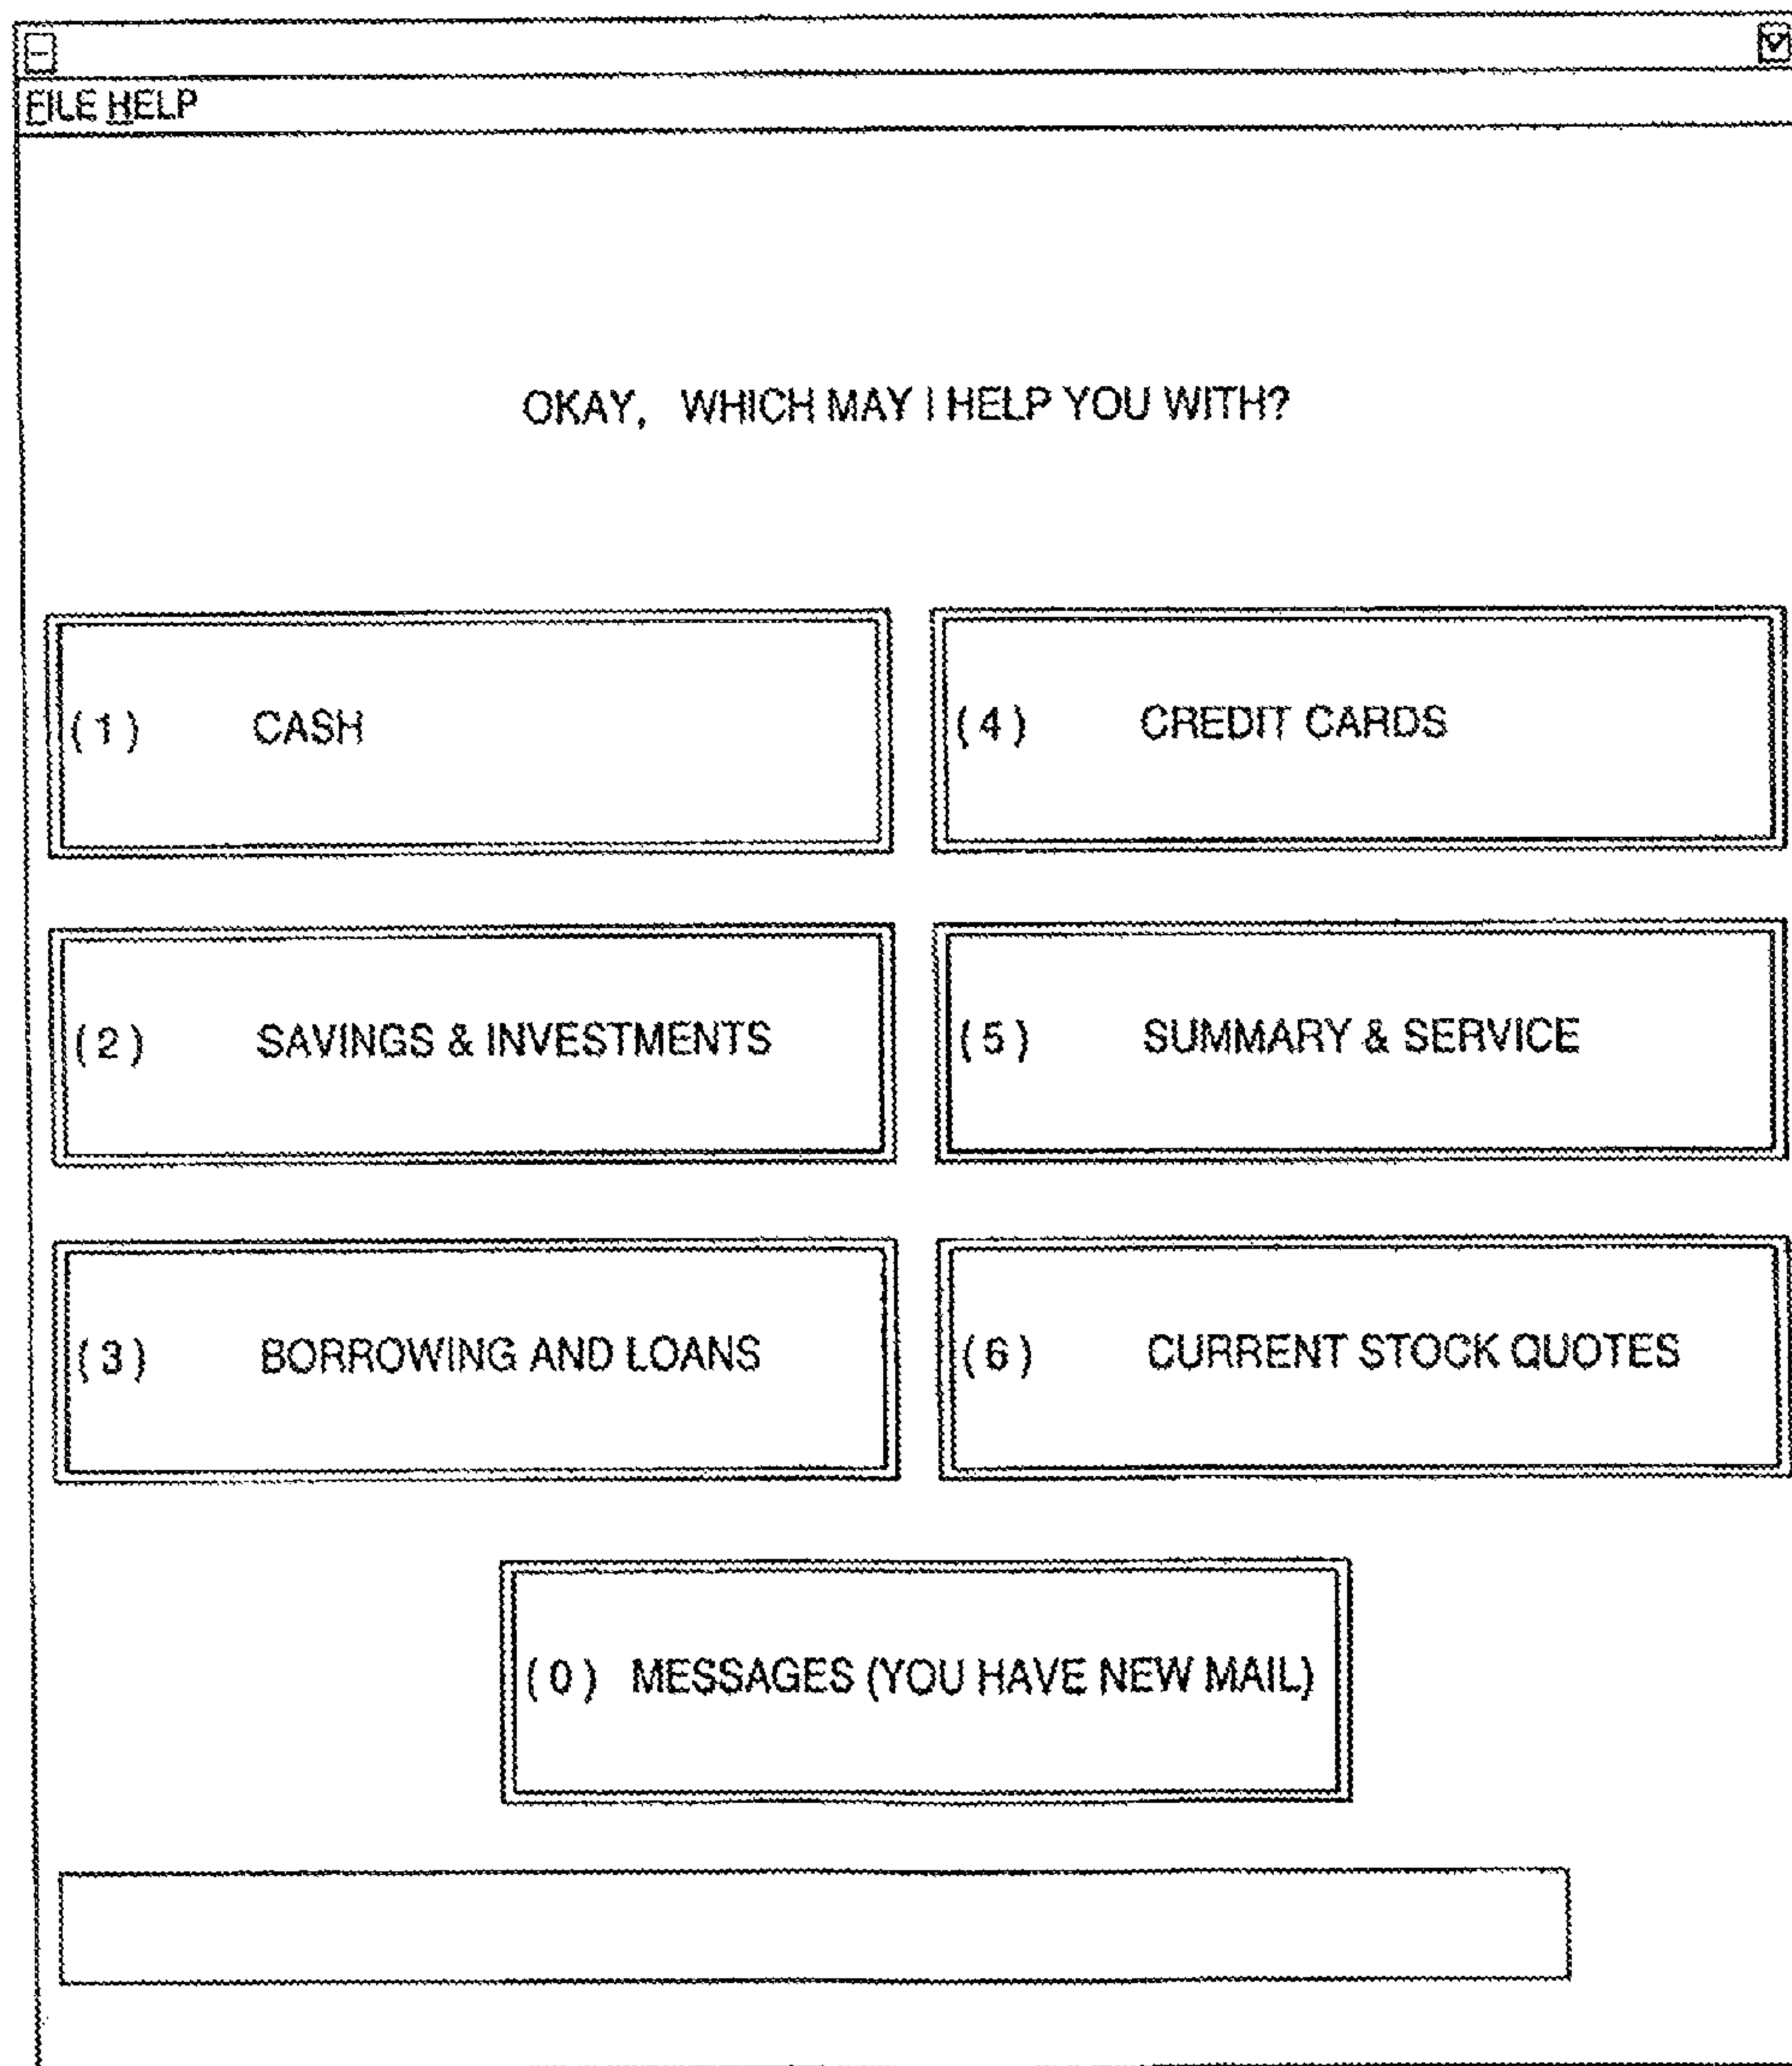 FILE HELP
OKAY, WHICH MAY I HELP YOU WITH?
(1) CASH
(4) CREDIT CARDS
(2) SAVINGS & INVESTMENTS
(5) SUMMARY & SERVICE
(3) BORROWING AND LOANS
(6) CURRENT STOCK QUOTES
(0) MESSAGES (YOU HAVE NEW MAIL)